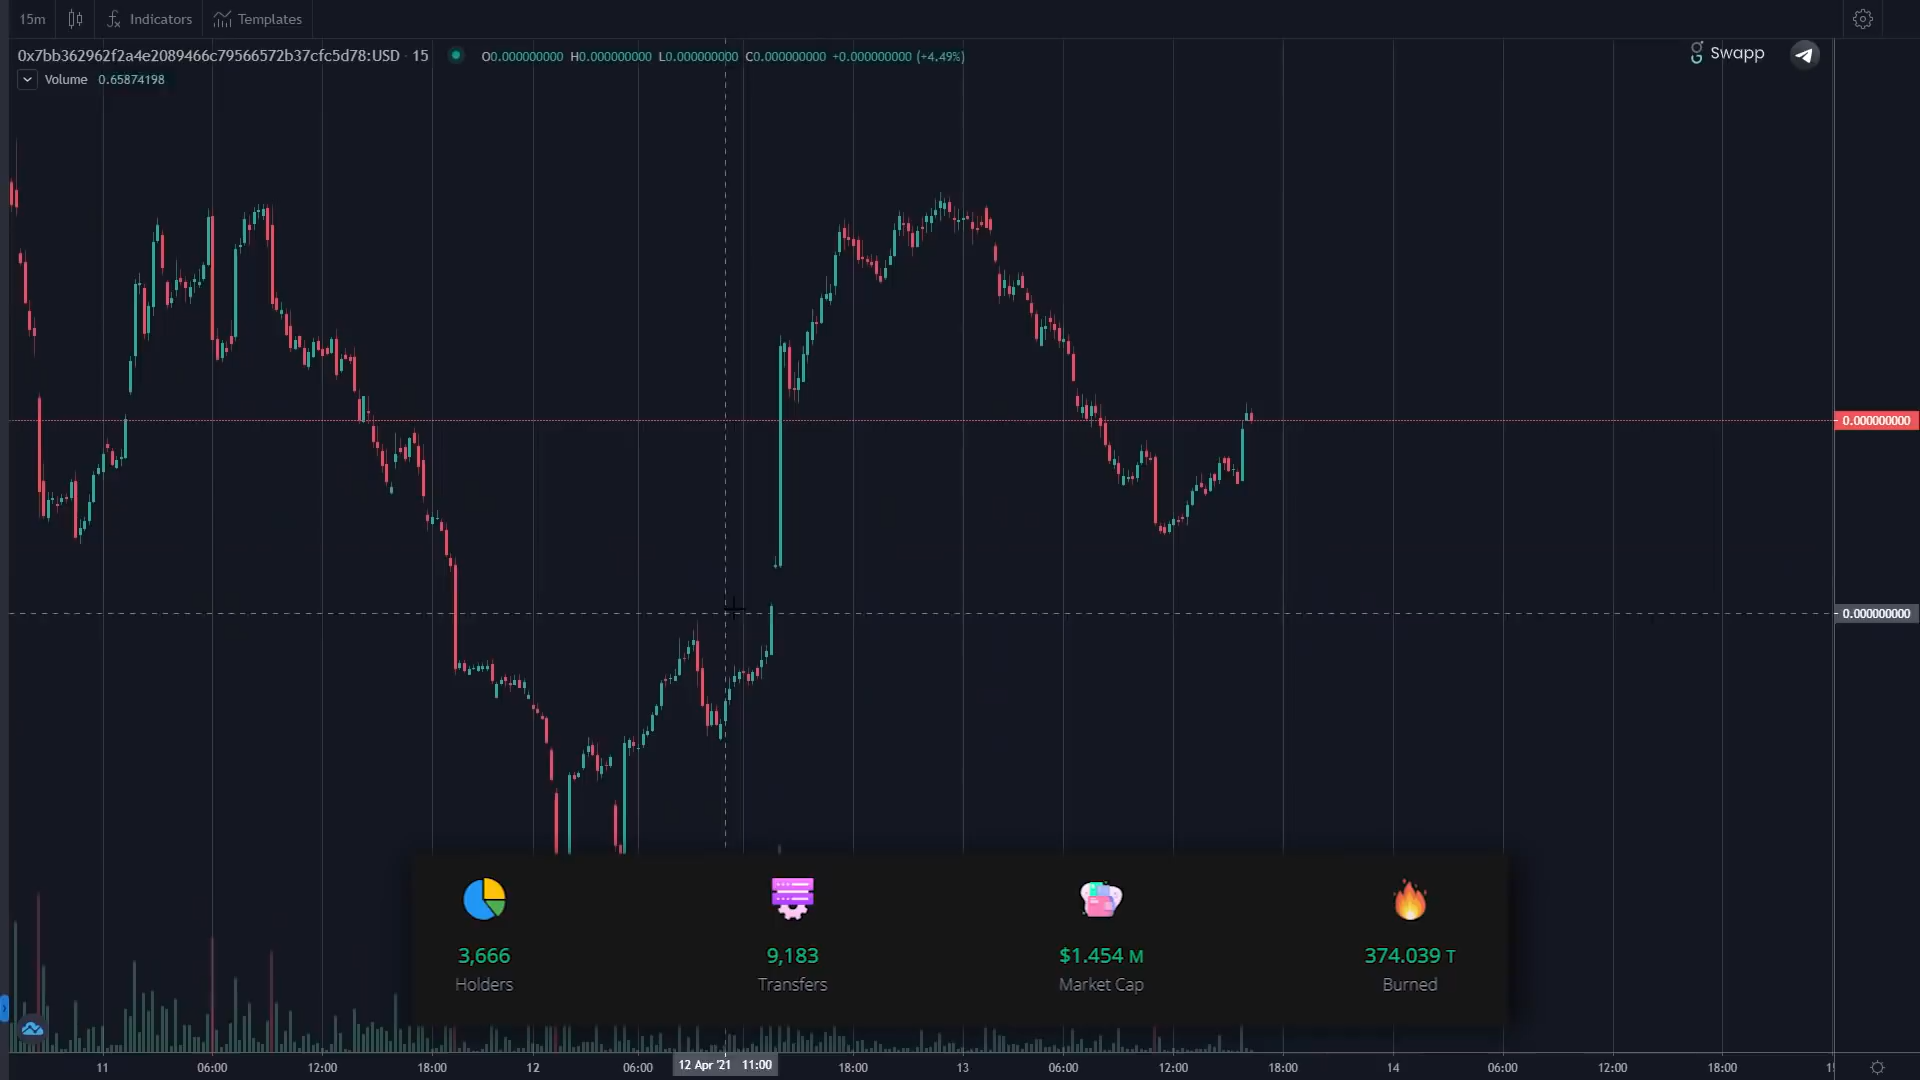 15m Indicators Templates
0x7bb362962f2a4e2089466c79566572b37cfc5d78:USD · 15 O0.000000000 H0.000000000 L0.000000000 C0.000000000 +0.000000000 (+4.49%)
Swapp
Volume 0.65874198
0.000000000
0.000000000
3,666 9,183 $1.454 M 374.039 T
Holders Transfers Market Cap Burned
11 06:00 12:00 18:00 12 06:00 12 Apr '21 11:00 18:00 13 06:00 12:00 18:00 14 06:00 12:00 18:00